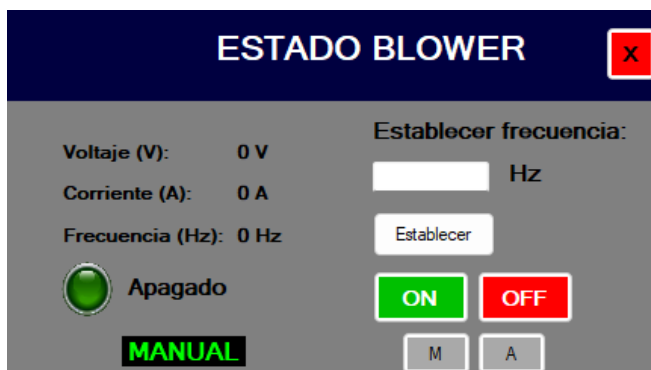 ESTADO BLOWER
X
Voltaje (V): 0 V
Corriente (A): 0 A
Frecuencia (Hz): 0 Hz
Apagado
MANUAL
Establecer frecuencia:
Hz
Establecer
ON OFF
M A